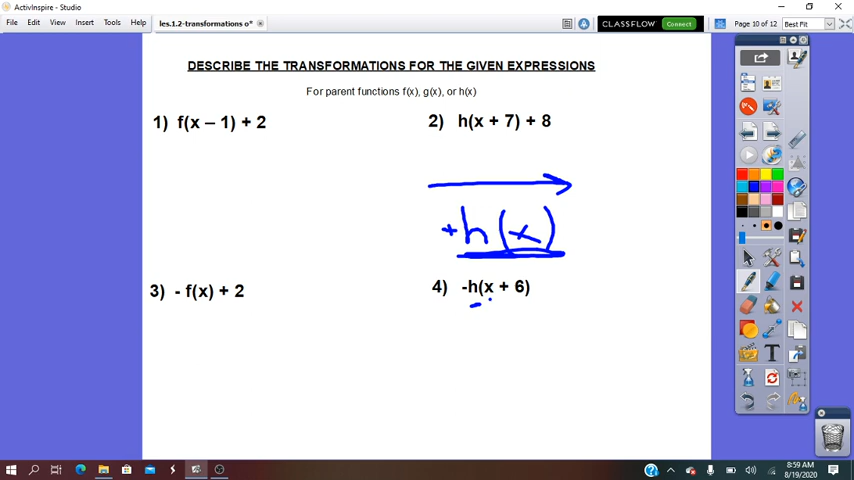 ActivInspire - Studio
File Edit View Insert Tools Help
les.1.2-transformations o*
CLASSFLOW Connect
Page 10 of 12
Best Fit
DESCRIBE THE TRANSFORMATIONS FOR THE GIVEN EXPRESSIONS
For parent functions f(x), g(x), or h(x)
1) f(x – 1) + 2
2) h(x + 7) + 8
+h(x)
3) - f(x) + 2
4) -h(x + 6)
8:59 AM
8/19/2020